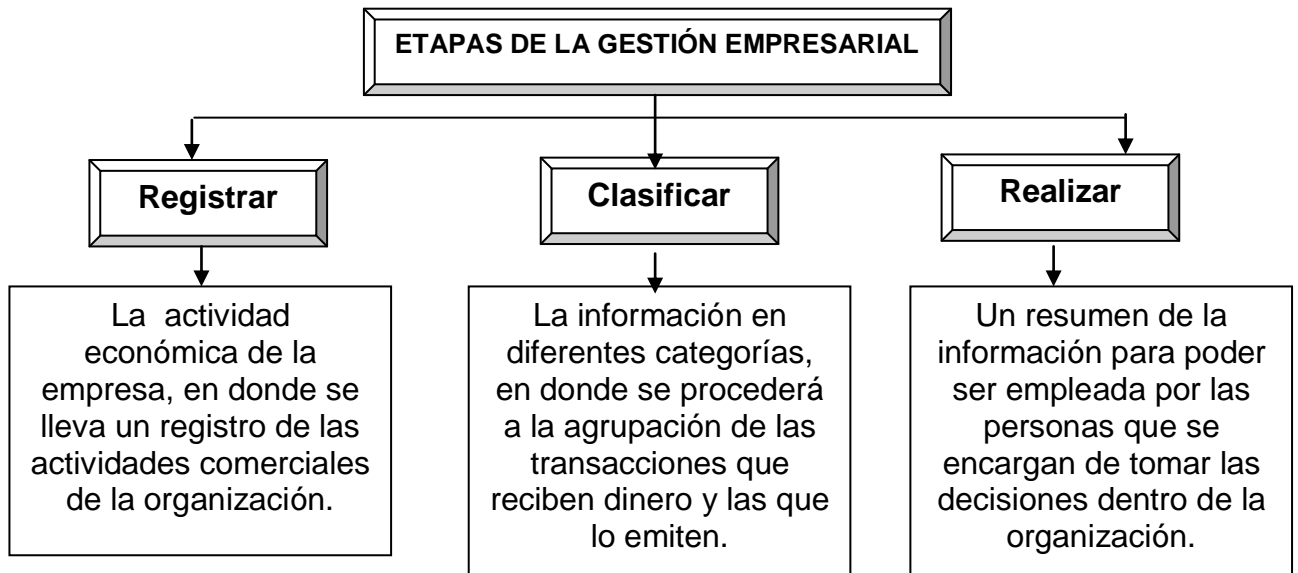 ETAPAS DE LA GESTIÓN EMPRESARIAL
Registrar
La actividad
económica de la
empresa, en donde se
lleva un registro de las
actividades comerciales
de la organización.
Clasificar
La información en
diferentes categorías,
en donde se procederá
a la agrupación de las
transacciones que
reciben dinero y las que
lo emiten.
Realizar
Un resumen de la
información para poder
ser empleada por las
personas que se
encargan de tomar las
decisiones dentro de la
organización.